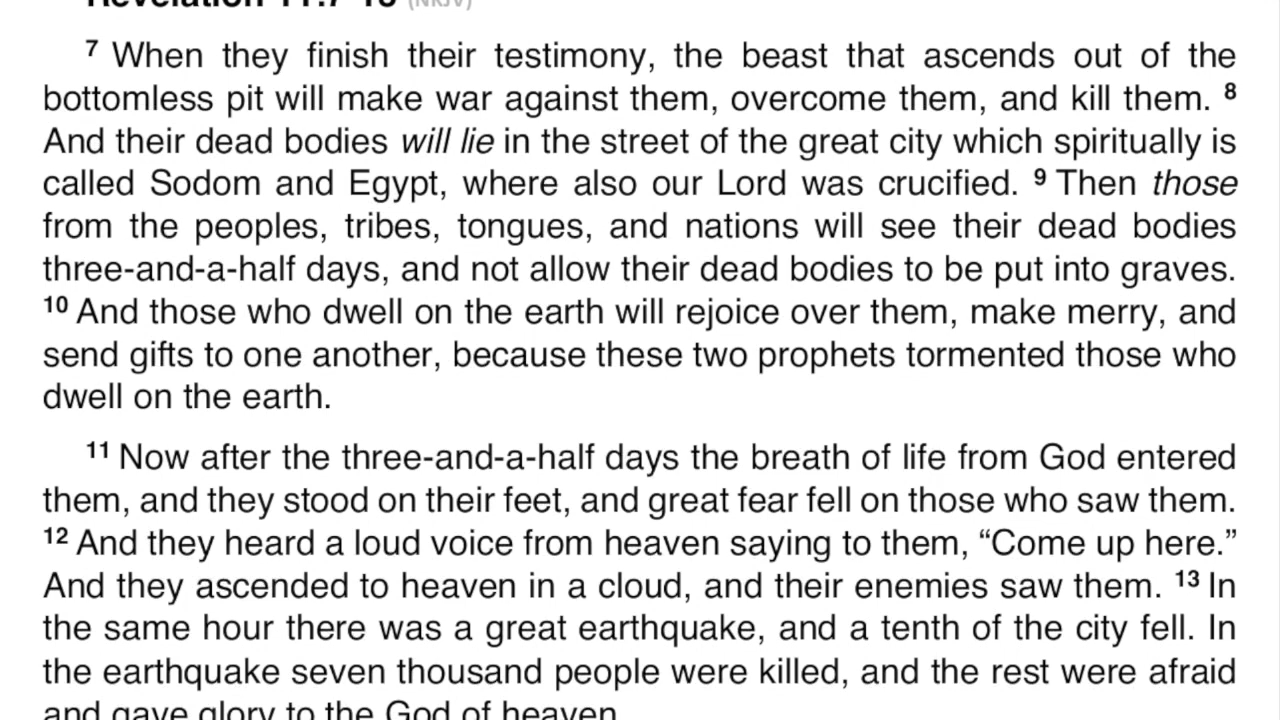 Revelation 11:7-13 (NKJV)
7 When they finish their testimony, the beast that ascends out of the
bottomless pit will make war against them, overcome them, and kill them. 8
And their dead bodies will lie in the street of the great city which spiritually is
called Sodom and Egypt, where also our Lord was crucified. 9 Then those
from the peoples, tribes, tongues, and nations will see their dead bodies
three-and-a-half days, and not allow their dead bodies to be put into graves.
10 And those who dwell on the earth will rejoice over them, make merry, and
send gifts to one another, because these two prophets tormented those who
dwell on the earth.
11 Now after the three-and-a-half days the breath of life from God entered
them, and they stood on their feet, and great fear fell on those who saw them.
12 And they heard a loud voice from heaven saying to them, “Come up here.”
And they ascended to heaven in a cloud, and their enemies saw them. 13 In
the same hour there was a great earthquake, and a tenth of the city fell. In
the earthquake seven thousand people were killed, and the rest were afraid
and gave glory to the God of heaven.